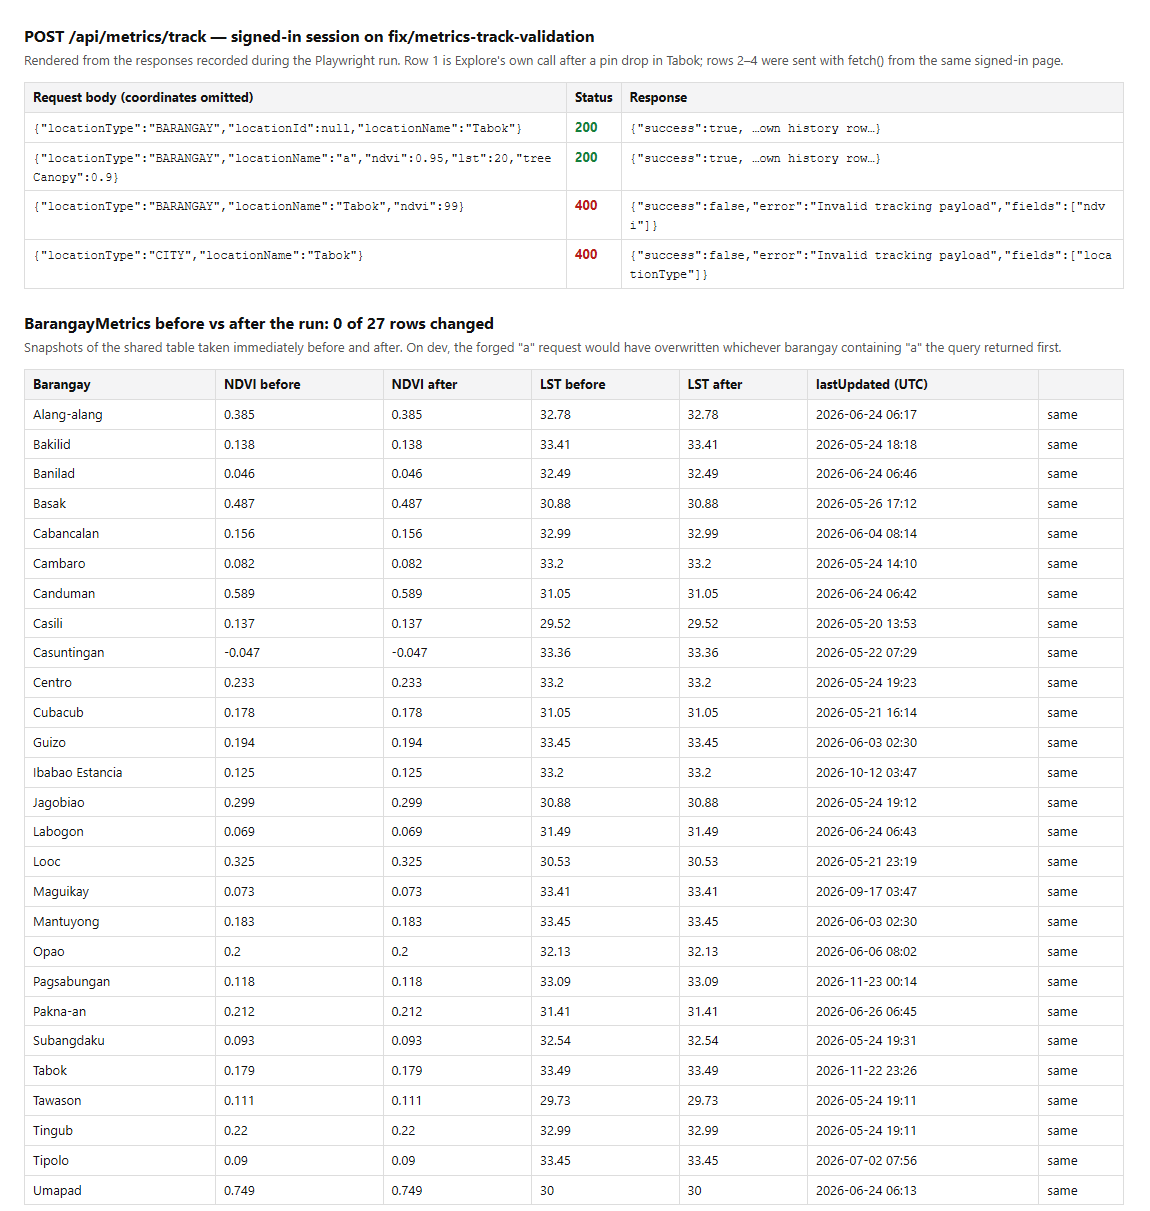 POST /api/metrics/track — signed-in session on fix/metrics-track-validation
Rendered from the responses recorded during the Playwright run. Row 1 is Explore's own call after a pin drop in Tabok; rows 2–4 were sent with fetch() from the same signed-in page.
Request body (coordinates omitted) Status Response
{"locationType":"BARANGAY","locationId":null,"locationName":"Tabok"} 200 {"success":true, …own history row…}
{"locationType":"BARANGAY","locationName":"a","ndvi":0.95,"lst":20,"tree 200 {"success":true, …own history row…}
Canopy":0.9}
{"locationType":"BARANGAY","locationName":"Tabok","ndvi":99} 400 {"success":false,"error":"Invalid tracking payload","fields":["ndv
i"]}
{"locationType":"CITY","locationName":"Tabok"} 400 {"success":false,"error":"Invalid tracking payload","fields":["loca
tionType"]}
BarangayMetrics before vs after the run: 0 of 27 rows changed
Snapshots of the shared table taken immediately before and after. On dev, the forged "a" request would have overwritten whichever barangay containing "a" the query returned first.
Barangay NDVI before NDVI after LST before LST after lastUpdated (UTC)
Alang-alang 0.385 0.385 32.78 32.78 2026-06-24 06:17 same
Bakilid 0.138 0.138 33.41 33.41 2026-05-24 18:18 same
Banilad 0.046 0.046 32.49 32.49 2026-06-24 06:46 same
Basak 0.487 0.487 30.88 30.88 2026-05-26 17:12 same
Cabancalan 0.156 0.156 32.99 32.99 2026-06-04 08:14 same
Cambaro 0.082 0.082 33.2 33.2 2026-05-24 14:10 same
Canduman 0.589 0.589 31.05 31.05 2026-06-24 06:42 same
Casili 0.137 0.137 29.52 29.52 2026-05-20 13:53 same
Casuntingan -0.047 -0.047 33.36 33.36 2026-05-22 07:29 same
Centro 0.233 0.233 33.2 33.2 2026-05-24 19:23 same
Cubacub 0.178 0.178 31.05 31.05 2026-05-21 16:14 same
Guizo 0.194 0.194 33.45 33.45 2026-06-03 02:30 same
Ibabao Estancia 0.125 0.125 33.2 33.2 2026-10-12 03:47 same
Jagobiao 0.299 0.299 30.88 30.88 2026-05-24 19:12 same
Labogon 0.069 0.069 31.49 31.49 2026-06-24 06:43 same
Looc 0.325 0.325 30.53 30.53 2026-05-21 23:19 same
Maguikay 0.073 0.073 33.41 33.41 2026-09-17 03:47 same
Mantuyong 0.183 0.183 33.45 33.45 2026-06-03 02:30 same
Opao 0.2 0.2 32.13 32.13 2026-06-06 08:02 same
Pagsabungan 0.118 0.118 33.09 33.09 2026-11-23 00:14 same
Pakna-an 0.212 0.212 31.41 31.41 2026-06-26 06:45 same
Subangdaku 0.093 0.093 32.54 32.54 2026-05-24 19:31 same
Tabok 0.179 0.179 33.49 33.49 2026-11-22 23:26 same
Tawason 0.111 0.111 29.73 29.73 2026-05-24 19:11 same
Tingub 0.22 0.22 32.99 32.99 2026-05-24 19:11 same
Tipolo 0.09 0.09 33.45 33.45 2026-07-02 07:56 same
Umapad 0.749 0.749 30 30 2026-06-24 06:13 same